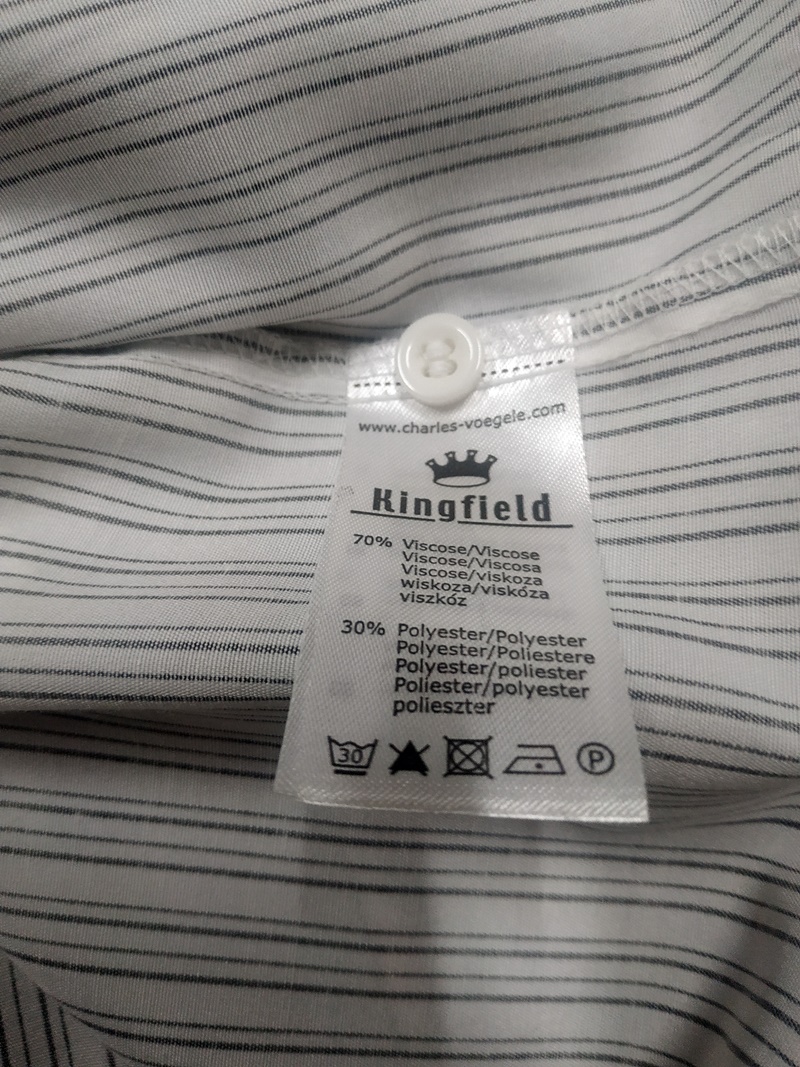 www.charles-voegele.com
Kingfield
70% Viscose/Viscose
Viscose/Viscosa
Viscose/viskoza
wiskoza/viskóza
viszkóz
30% Polyester/Polyester
Polyester/Poliestere
Polyester/poliester
Poliester/polyester
polieszter
30 P